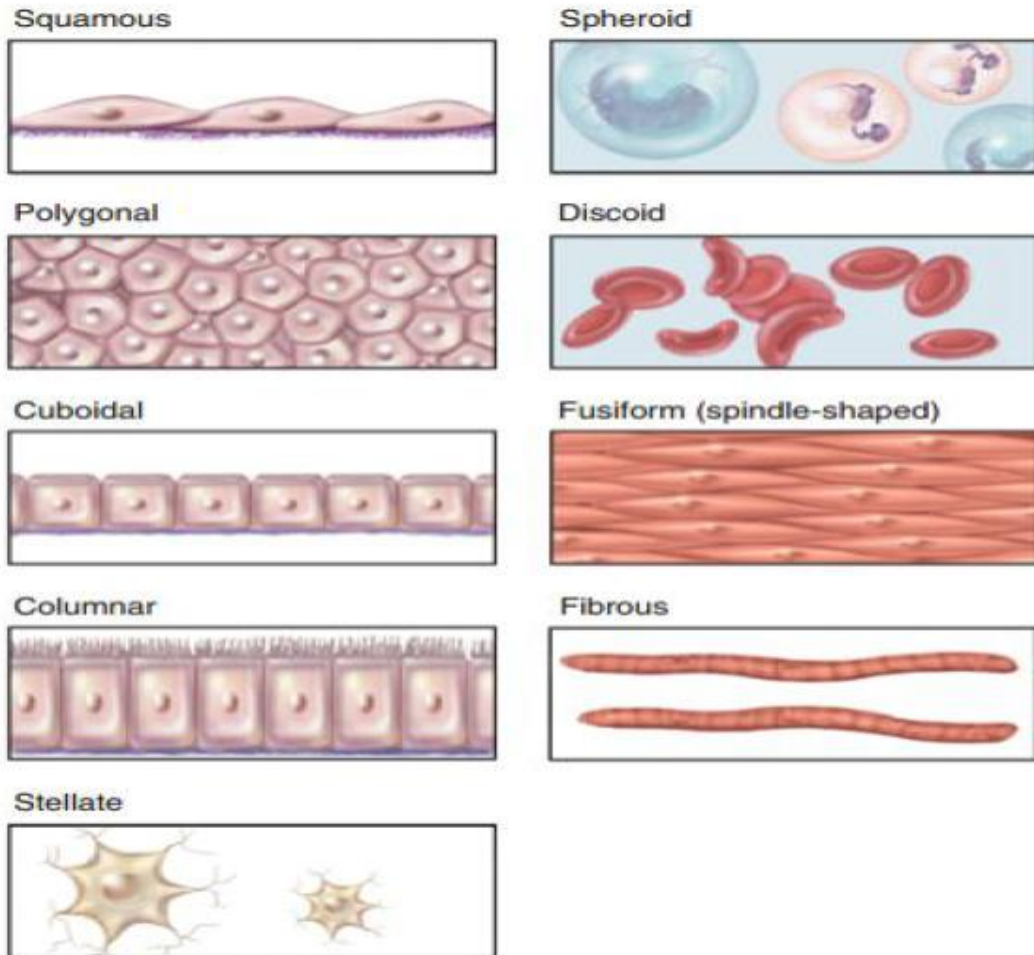 Squamous
Spheroid
Polygonal
Discoid
Cuboidal
Fusiform (spindle-shaped)
Columnar
Fibrous
Stellate